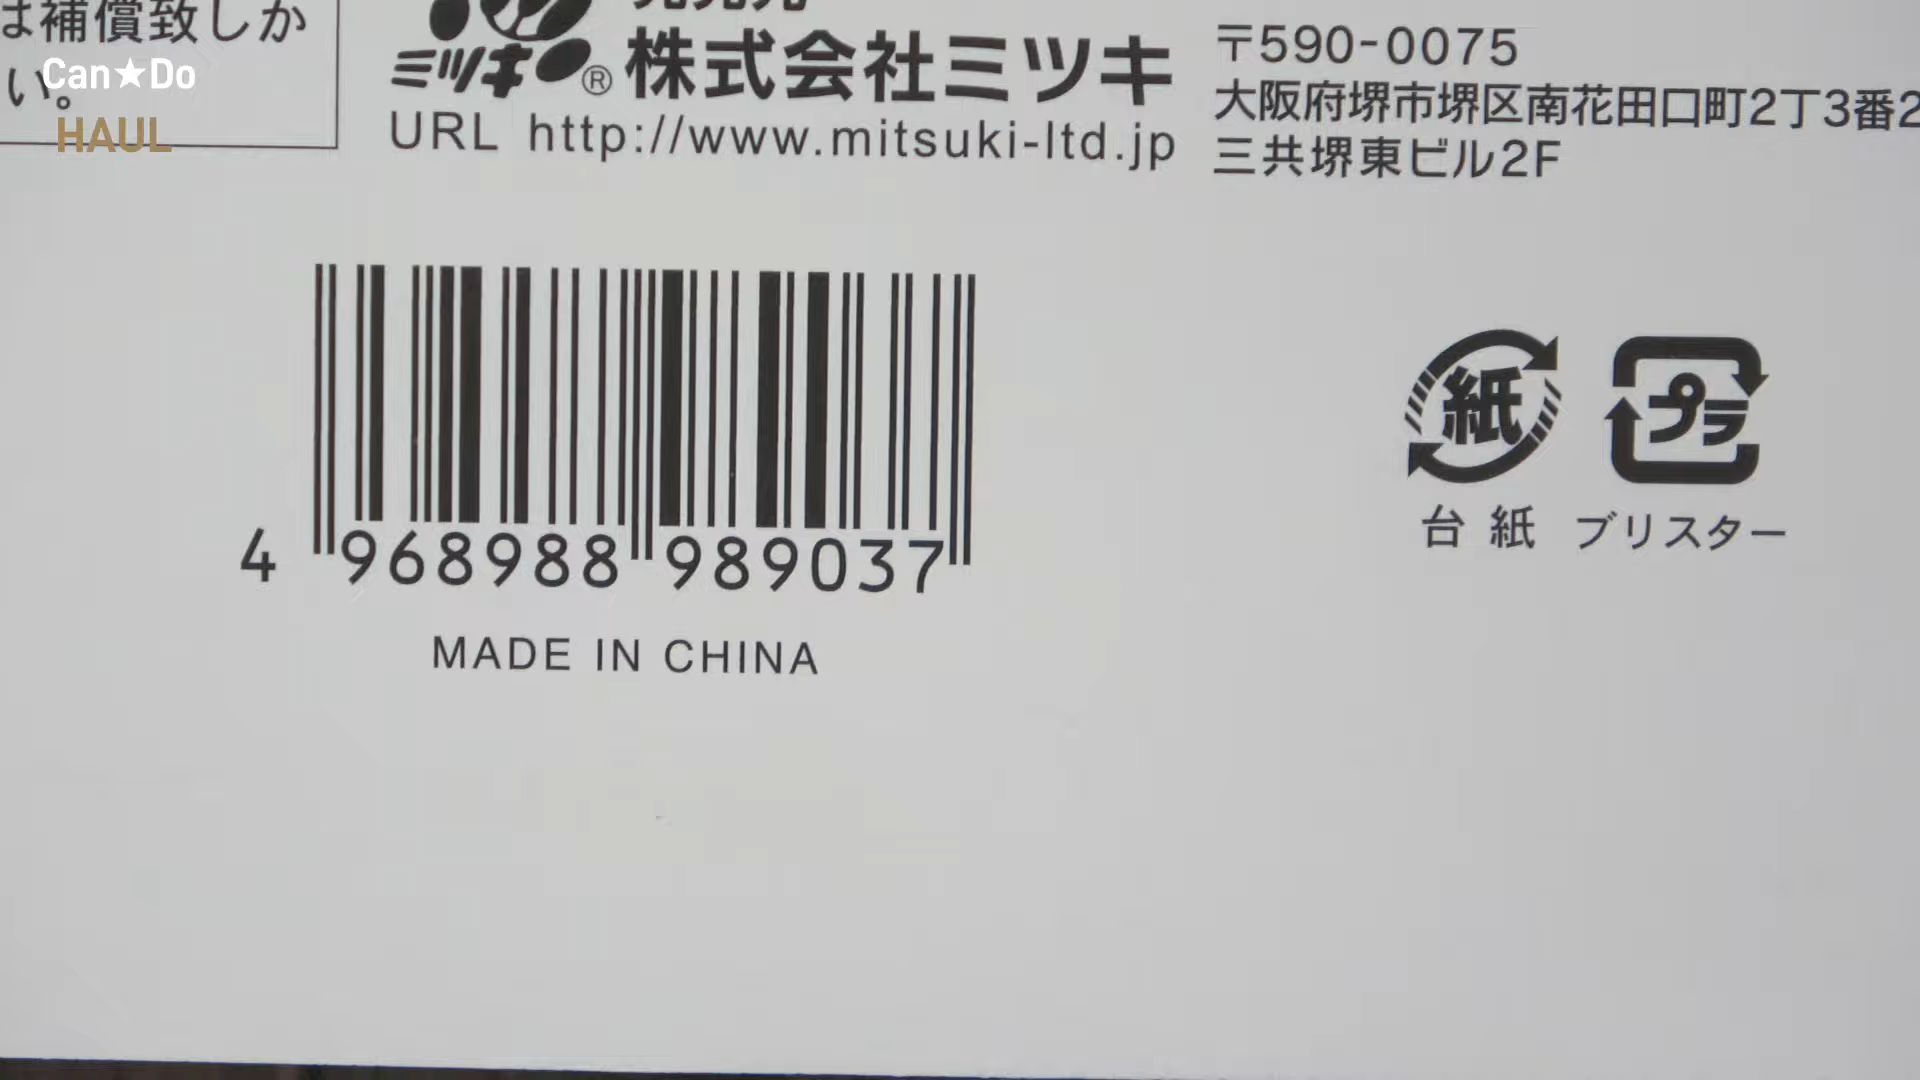 は補償致しか
い。
Can★Do
HAUL
ミツキ® 株式会社ミツキ
URL http://www.mitsuki-ltd.jp
〒590-0075
大阪府堺市堺区南花田口町2丁3番2
三共堺東ビル2F
4 968988 989037
MADE IN CHINA
紙
プラ
台紙 ブリスター